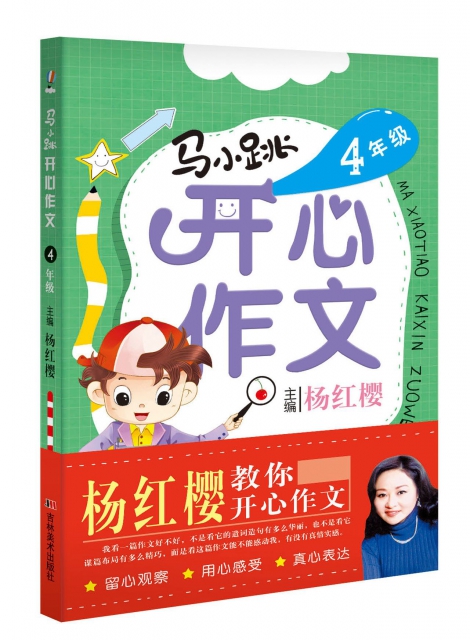 马小跳
开心作文
4
年级
主编
杨红樱
吉林美术出版社
马小跳
4年级
开心
作文
MA XIAOTIAO KAIXIN ZUOWE
主编
杨红樱
杨红樱教你
开心作文
我看一篇作文好不好，不是看它的遣词造句有多么华丽，也不是看它
谋篇布局有多么精巧，而是看这篇作文能不能感动我，有没有真情实感。
★留心观察 ★用心感受 ★真心表达